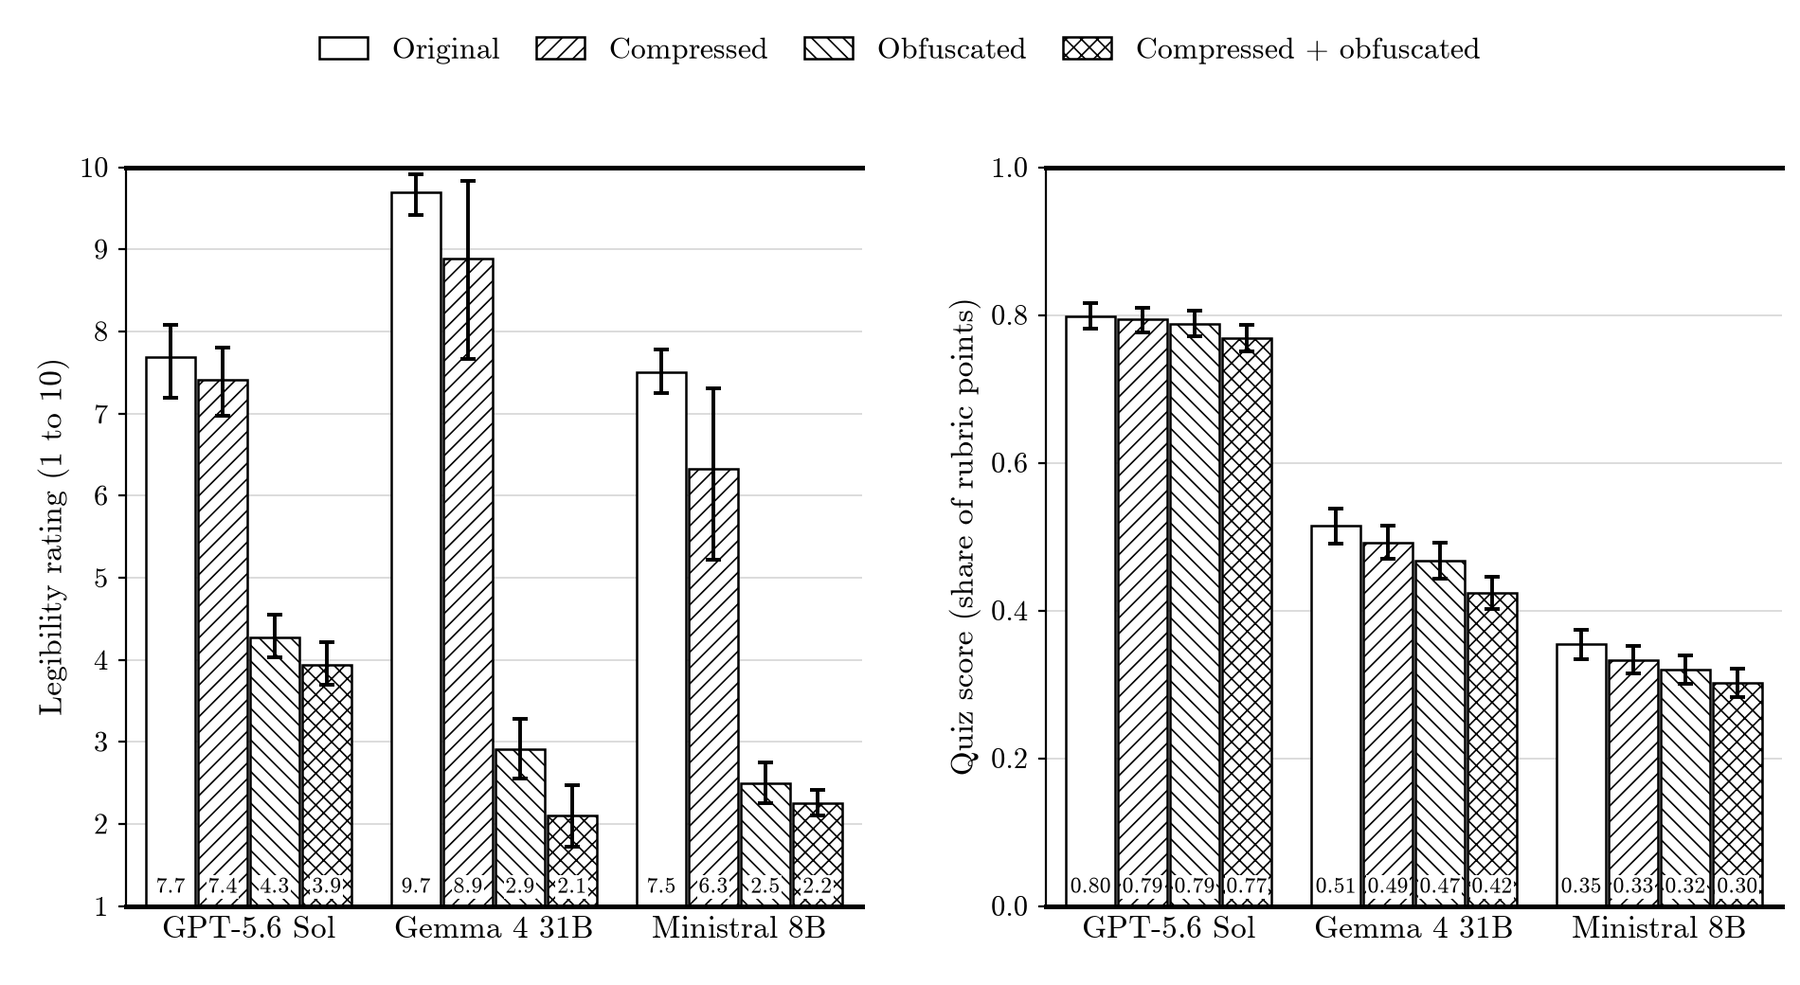 Original Compressed Obfuscated Compressed + obfuscated
Legibility rating (1 to 10)
10
9
8
7
6
5
4
3
2
1
7.7 7.4 4.3 3.9 9.7 8.9 2.9 2.1 7.5 6.3 2.5 2.2
GPT-5.6 Sol Gemma 4 31B Ministral 8B
Quiz score (share of rubric points)
1.0
0.8
0.6
0.4
0.2
0.0
0.80 0.79 0.79 0.77 0.51 0.49 0.47 0.42 0.35 0.33 0.32 0.30
GPT-5.6 Sol Gemma 4 31B Ministral 8B